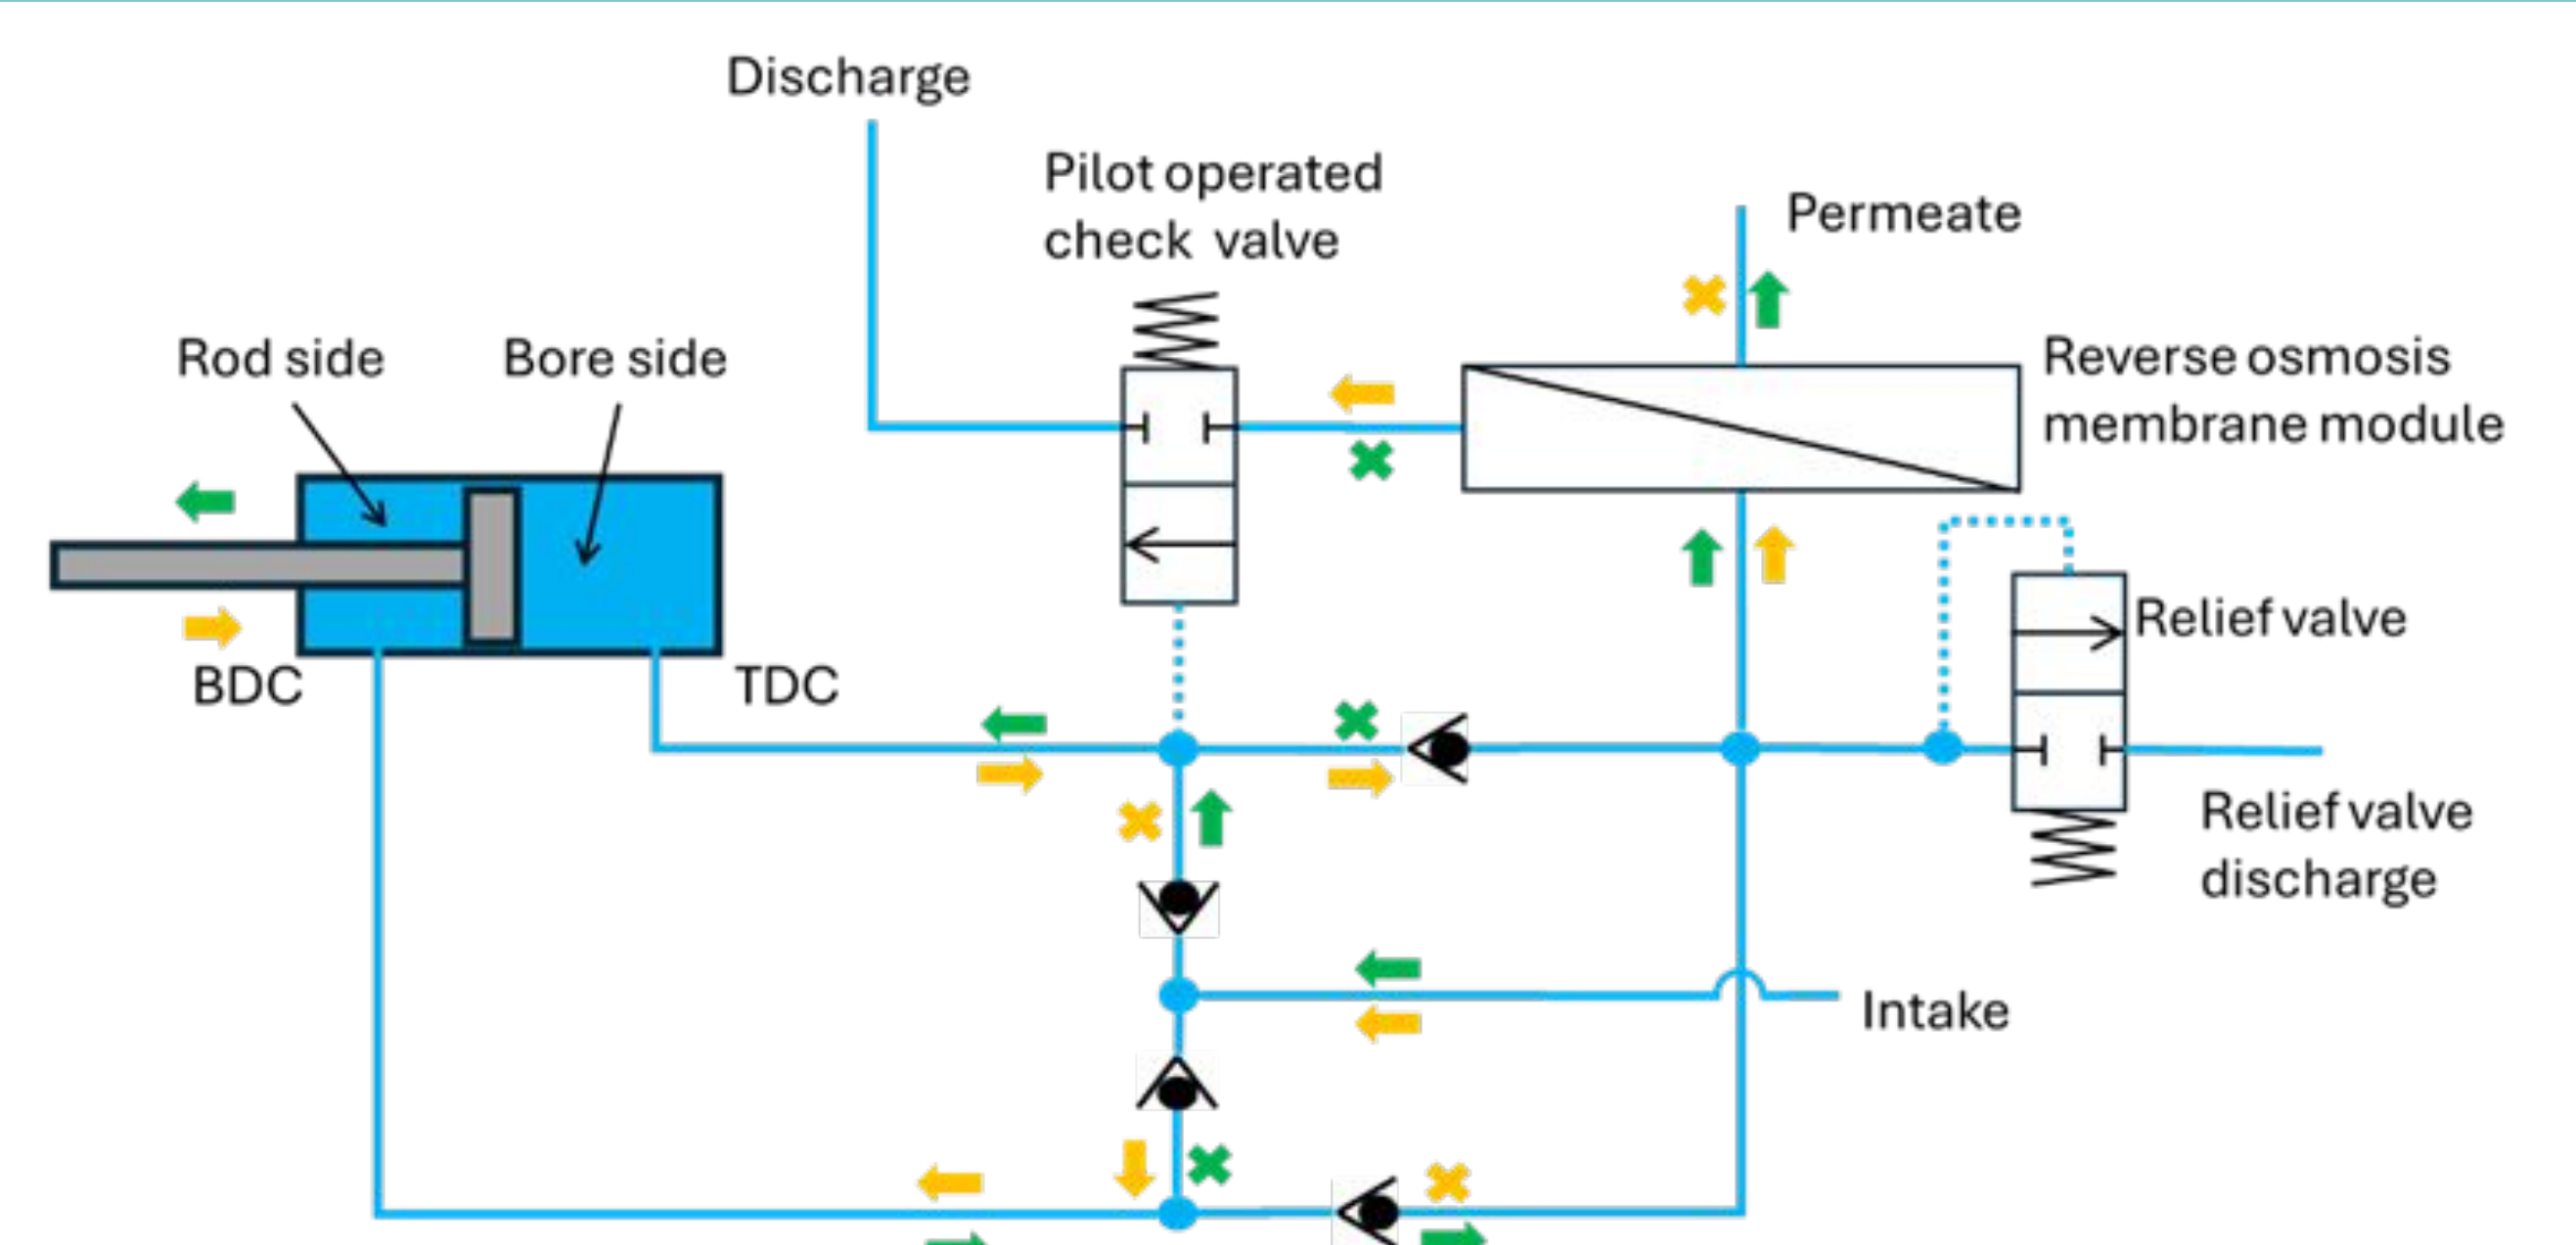 Discharge
Pilot operated
check valve
Permeate
Rod side
Bore side
Reverse osmosis
membrane module
Relief valve
BDC
TDC
Relief valve
discharge
Intake